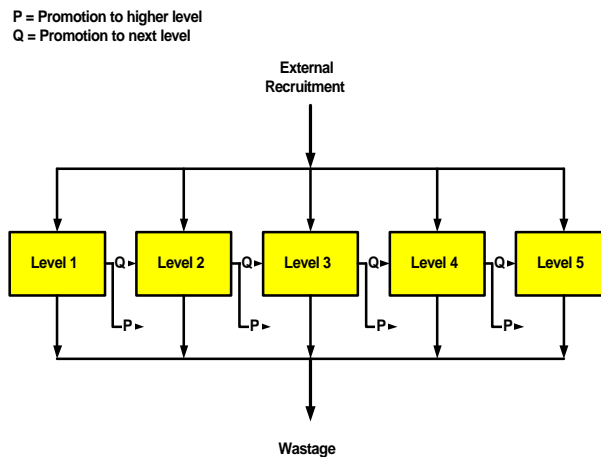 P = Promotion to higher level
Q = Promotion to next level
External
Recruitment
Level 1
Q
Level 2
Q
Level 3
Q
Level 4
Q
Level 5
P
P
P
P
Wastage